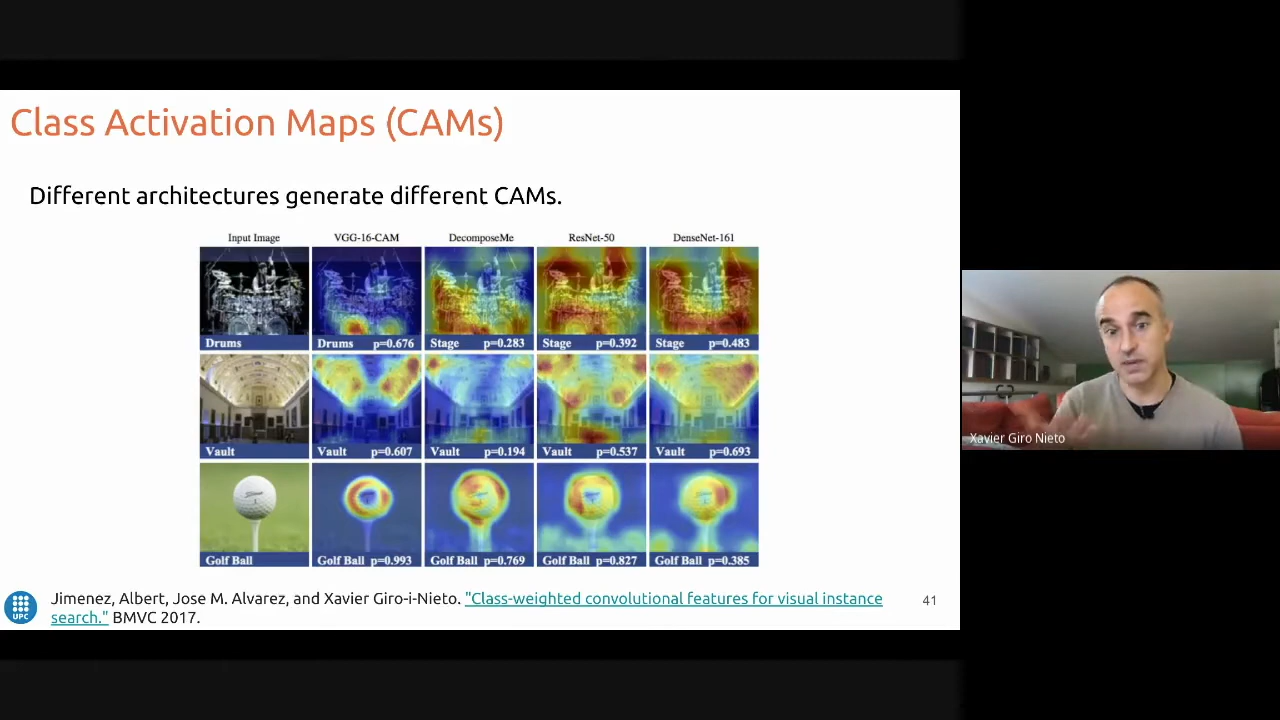 Class Activation Maps (CAMs)
Different architectures generate different CAMs.
Input Image VGG-16-CAM DecomposeMe ResNet-50 DenseNet-161
Drums Drums p=0.676 Stage p=0.283 Stage p=0.392 Stage p=0.483
Vault Vault p=0.607 Vault p=0.194 Vault p=0.537 Vault p=0.693
Golf Ball Golf Ball p=0.993 Golf Ball p=0.769 Golf Ball p=0.827 Golf Ball p=0.385
Jimenez, Albert, Jose M. Alvarez, and Xavier Giro-i-Nieto. "Class-weighted convolutional features for visual instance
search." BMVC 2017.
41
UPC
Xavier Giro Nieto